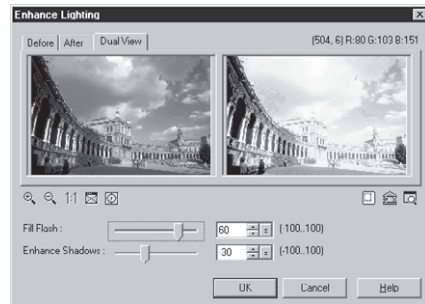 Enhance Lighting
Before After Dual View (504, 6) R:80 G:103 B:151
1:1
Fill Flash : 60 (-100..100)
Enhance Shadows : 30 (-100..100)
OK Cancel Help